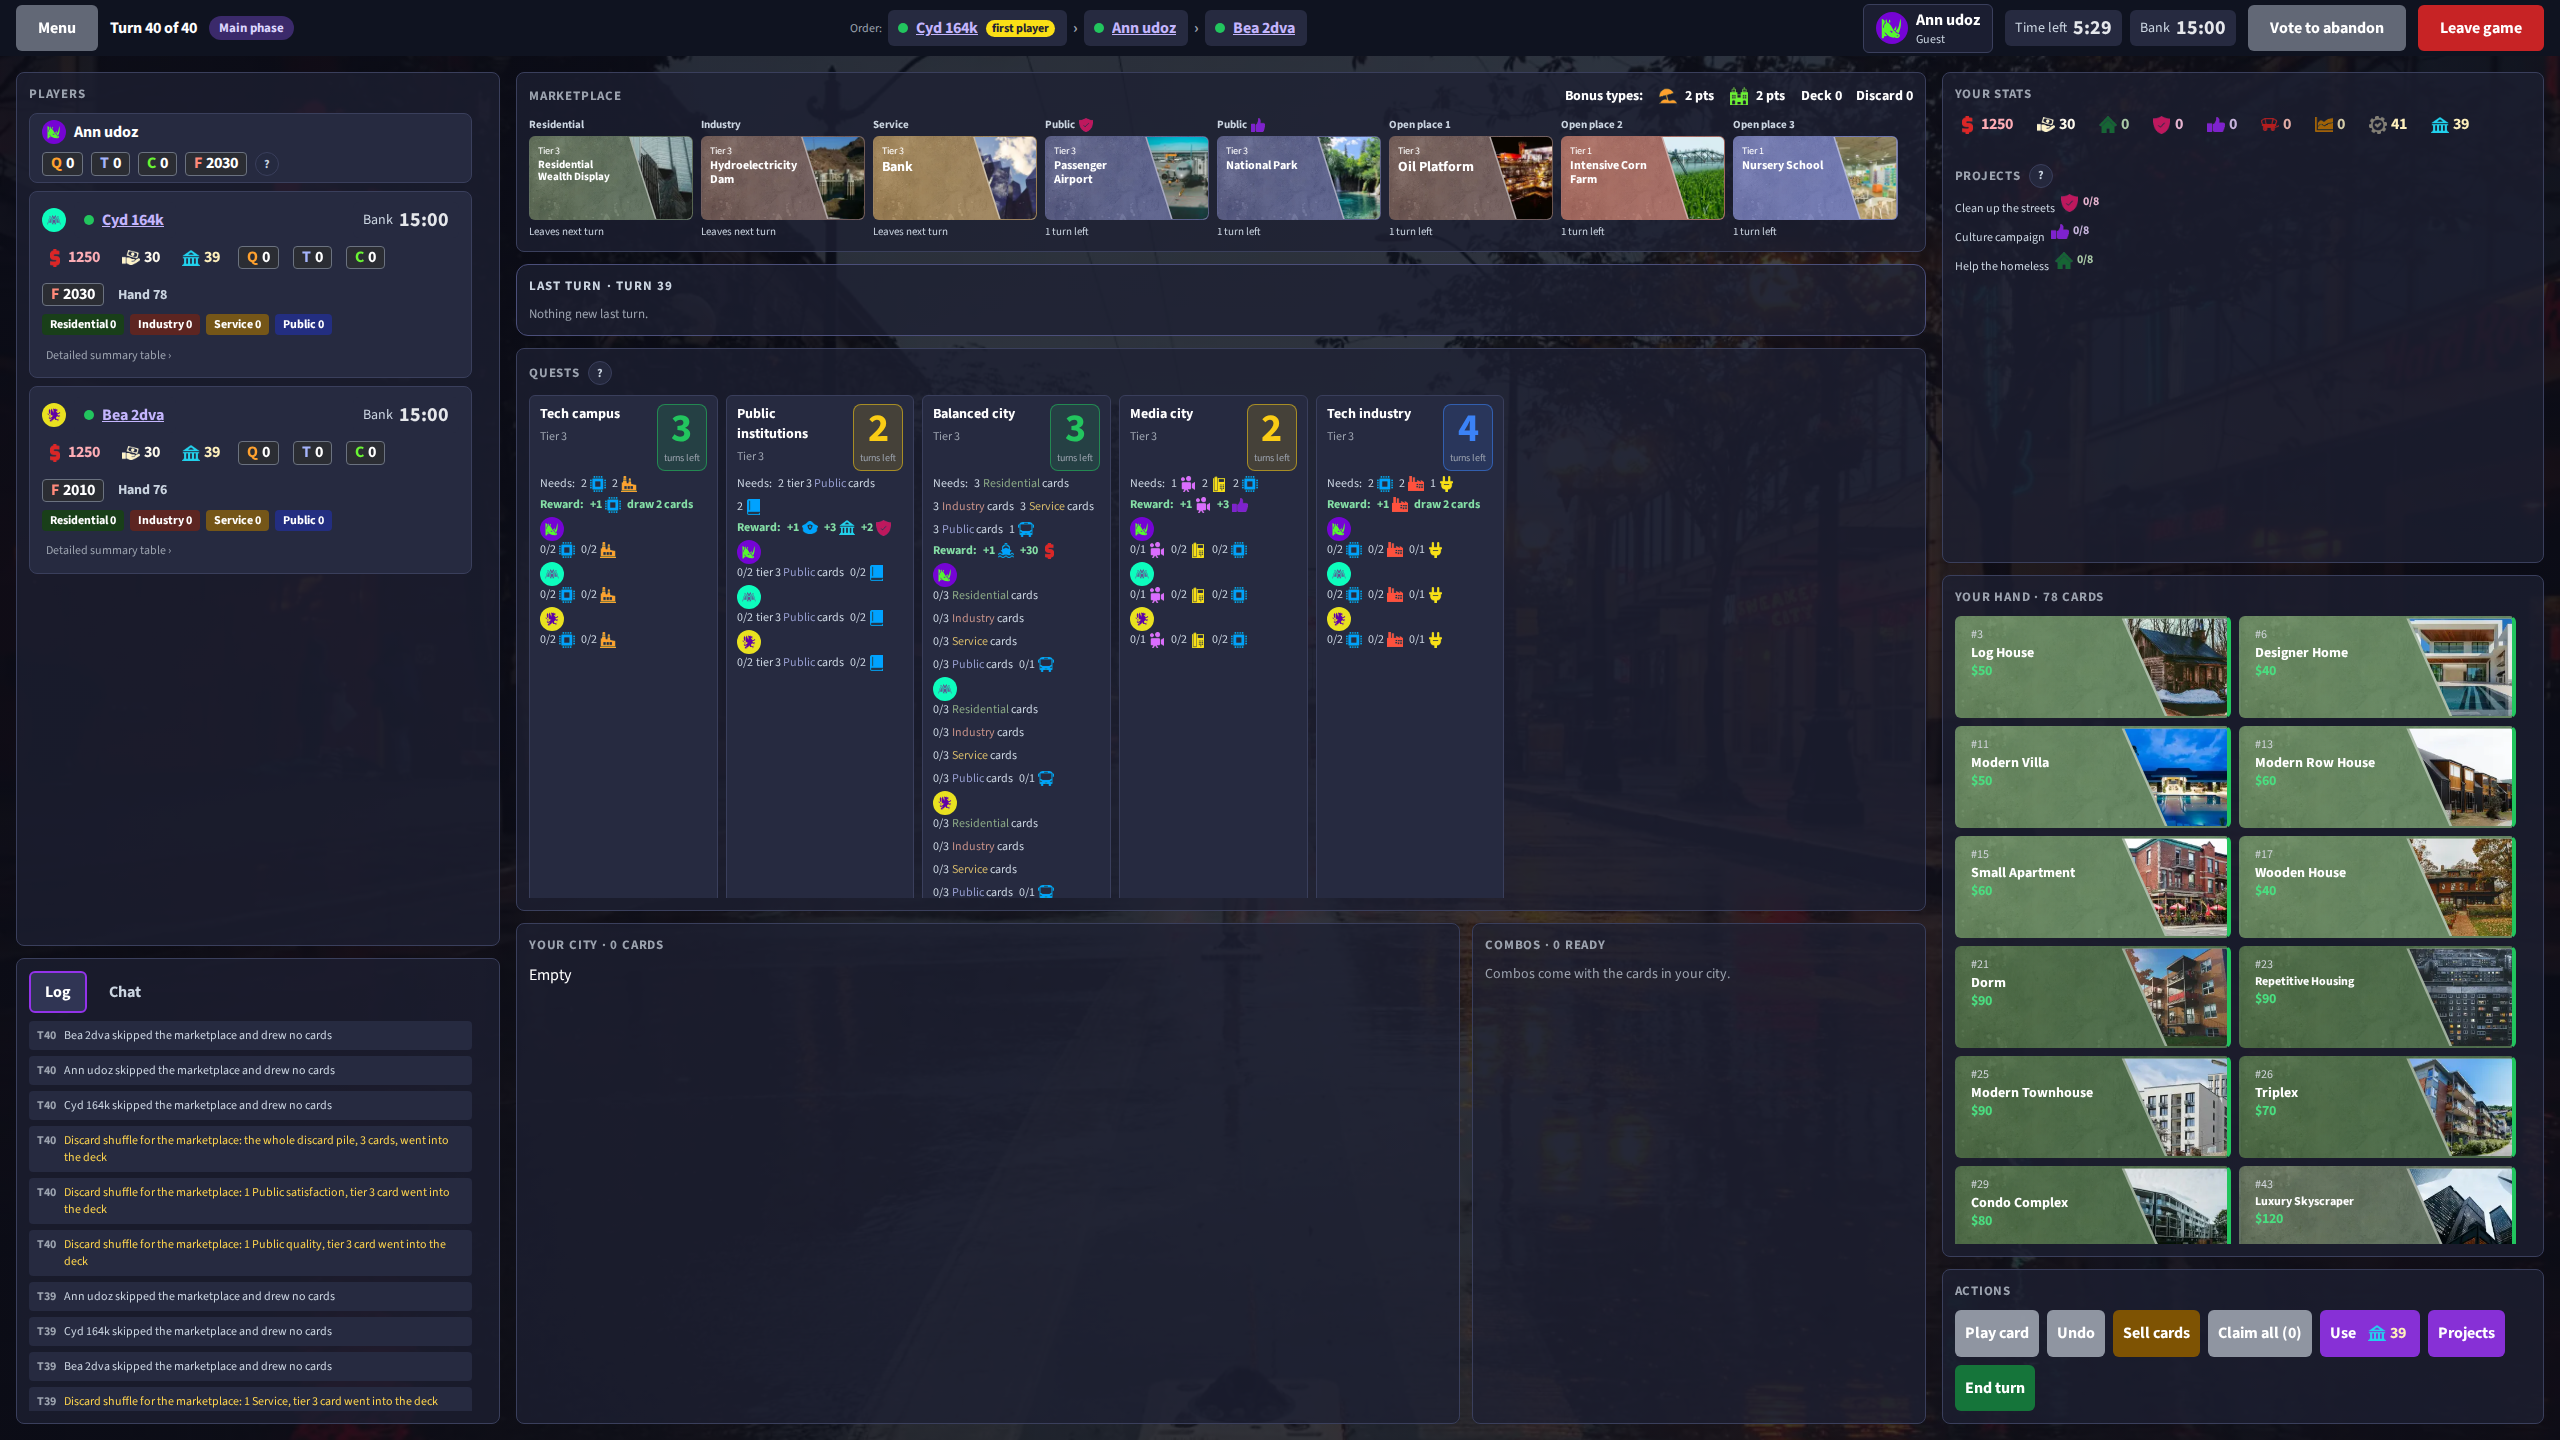 Menu
Turn 40 of 40
Main phase
Order:
Cyd 164k
first player
›
Ann udoz
›
Bea 2dva
Ann udoz
Guest
Time left 5:29
Bank 15:00
Vote to abandon
Leave game
PLAYERS
Ann udoz
Q 0
T 0
C 0
F 2030
?
Cyd 164k
Bank 15:00
1250
30
39
Q 0
T 0
C 0
F 2030
Hand 78
Residential 0
Industry 0
Service 0
Public 0
Detailed summary table ›
Bea 2dva
Bank 15:00
1250
30
39
Q 0
T 0
C 0
F 2010
Hand 76
Residential 0
Industry 0
Service 0
Public 0
Detailed summary table ›
Log
Chat
T40 Bea 2dva skipped the marketplace and drew no cards
T40 Ann udoz skipped the marketplace and drew no cards
T40 Cyd 164k skipped the marketplace and drew no cards
T40 Discard shuffle for the marketplace: the whole discard pile, 3 cards, went into
the deck
T40 Discard shuffle for the marketplace: 1 Public satisfaction, tier 3 card went into
the deck
T40 Discard shuffle for the marketplace: 1 Public quality, tier 3 card went into the
deck
T39 Ann udoz skipped the marketplace and drew no cards
T39 Cyd 164k skipped the marketplace and drew no cards
T39 Bea 2dva skipped the marketplace and drew no cards
T39 Discard shuffle for the marketplace: 1 Service, tier 3 card went into the deck
MARKETPLACE
Bonus types:
2 pts
2 pts
Deck 0
Discard 0
Residential
Tier 3
Residential
Wealth Display
Leaves next turn
Industry
Tier 3
Hydroelectricity
Dam
Leaves next turn
Service
Tier 3
Bank
Leaves next turn
Public
Tier 3
Passenger
Airport
1 turn left
Public
Tier 3
National Park
1 turn left
Open place 1
Tier 3
Oil Platform
1 turn left
Open place 2
Tier 1
Intensive Corn
Farm
1 turn left
Open place 3
Tier 1
Nursery School
1 turn left
LAST TURN · TURN 39
Nothing new last turn.
QUESTS
?
Tech campus
Tier 3
3
turns left
Needs: 2 2
Reward: +1 draw 2 cards
0/2 0/2
0/2 0/2
0/2 0/2
Public
institutions
Tier 3
2
turns left
Needs: 2 tier 3 Public cards
2
Reward: +1 +3 +2
0/2 tier 3 Public cards 0/2
0/2 tier 3 Public cards 0/2
0/2 tier 3 Public cards 0/2
Balanced city
Tier 3
3
turns left
Needs: 3 Residential cards
3 Industry cards 3 Service cards
3 Public cards 1
Reward: +1 +30
0/3 Residential cards
0/3 Industry cards
0/3 Service cards
0/3 Public cards 0/1
0/3 Residential cards
0/3 Industry cards
0/3 Service cards
0/3 Public cards 0/1
0/3 Residential cards
0/3 Industry cards
0/3 Service cards
0/3 Public cards 0/1
Media city
Tier 3
2
turns left
Needs: 1 2 2
Reward: +1 +3
0/1 0/2 0/2
0/1 0/2 0/2
0/1 0/2 0/2
Tech industry
Tier 3
4
turns left
Needs: 2 2 1
Reward: +1 draw 2 cards
0/2 0/2 0/1
0/2 0/2 0/1
0/2 0/2 0/1
YOUR CITY · 0 CARDS
Empty
COMBOS · 0 READY
Combos come with the cards in your city.
YOUR STATS
1250
30
0
0
0
0
0
41
39
PROJECTS
?
Clean up the streets 0/8
Culture campaign 0/8
Help the homeless 0/8
YOUR HAND · 78 CARDS
#3
Log House
$50
#6
Designer Home
$40
#11
Modern Villa
$50
#13
Modern Row House
$60
#15
Small Apartment
$60
#17
Wooden House
$40
#21
Dorm
$90
#23
Repetitive Housing
$90
#25
Modern Townhouse
$90
#26
Triplex
$70
#29
Condo Complex
$80
#43
Luxury Skyscraper
$120
ACTIONS
Play card
Undo
Sell cards
Claim all (0)
Use 39
Projects
End turn